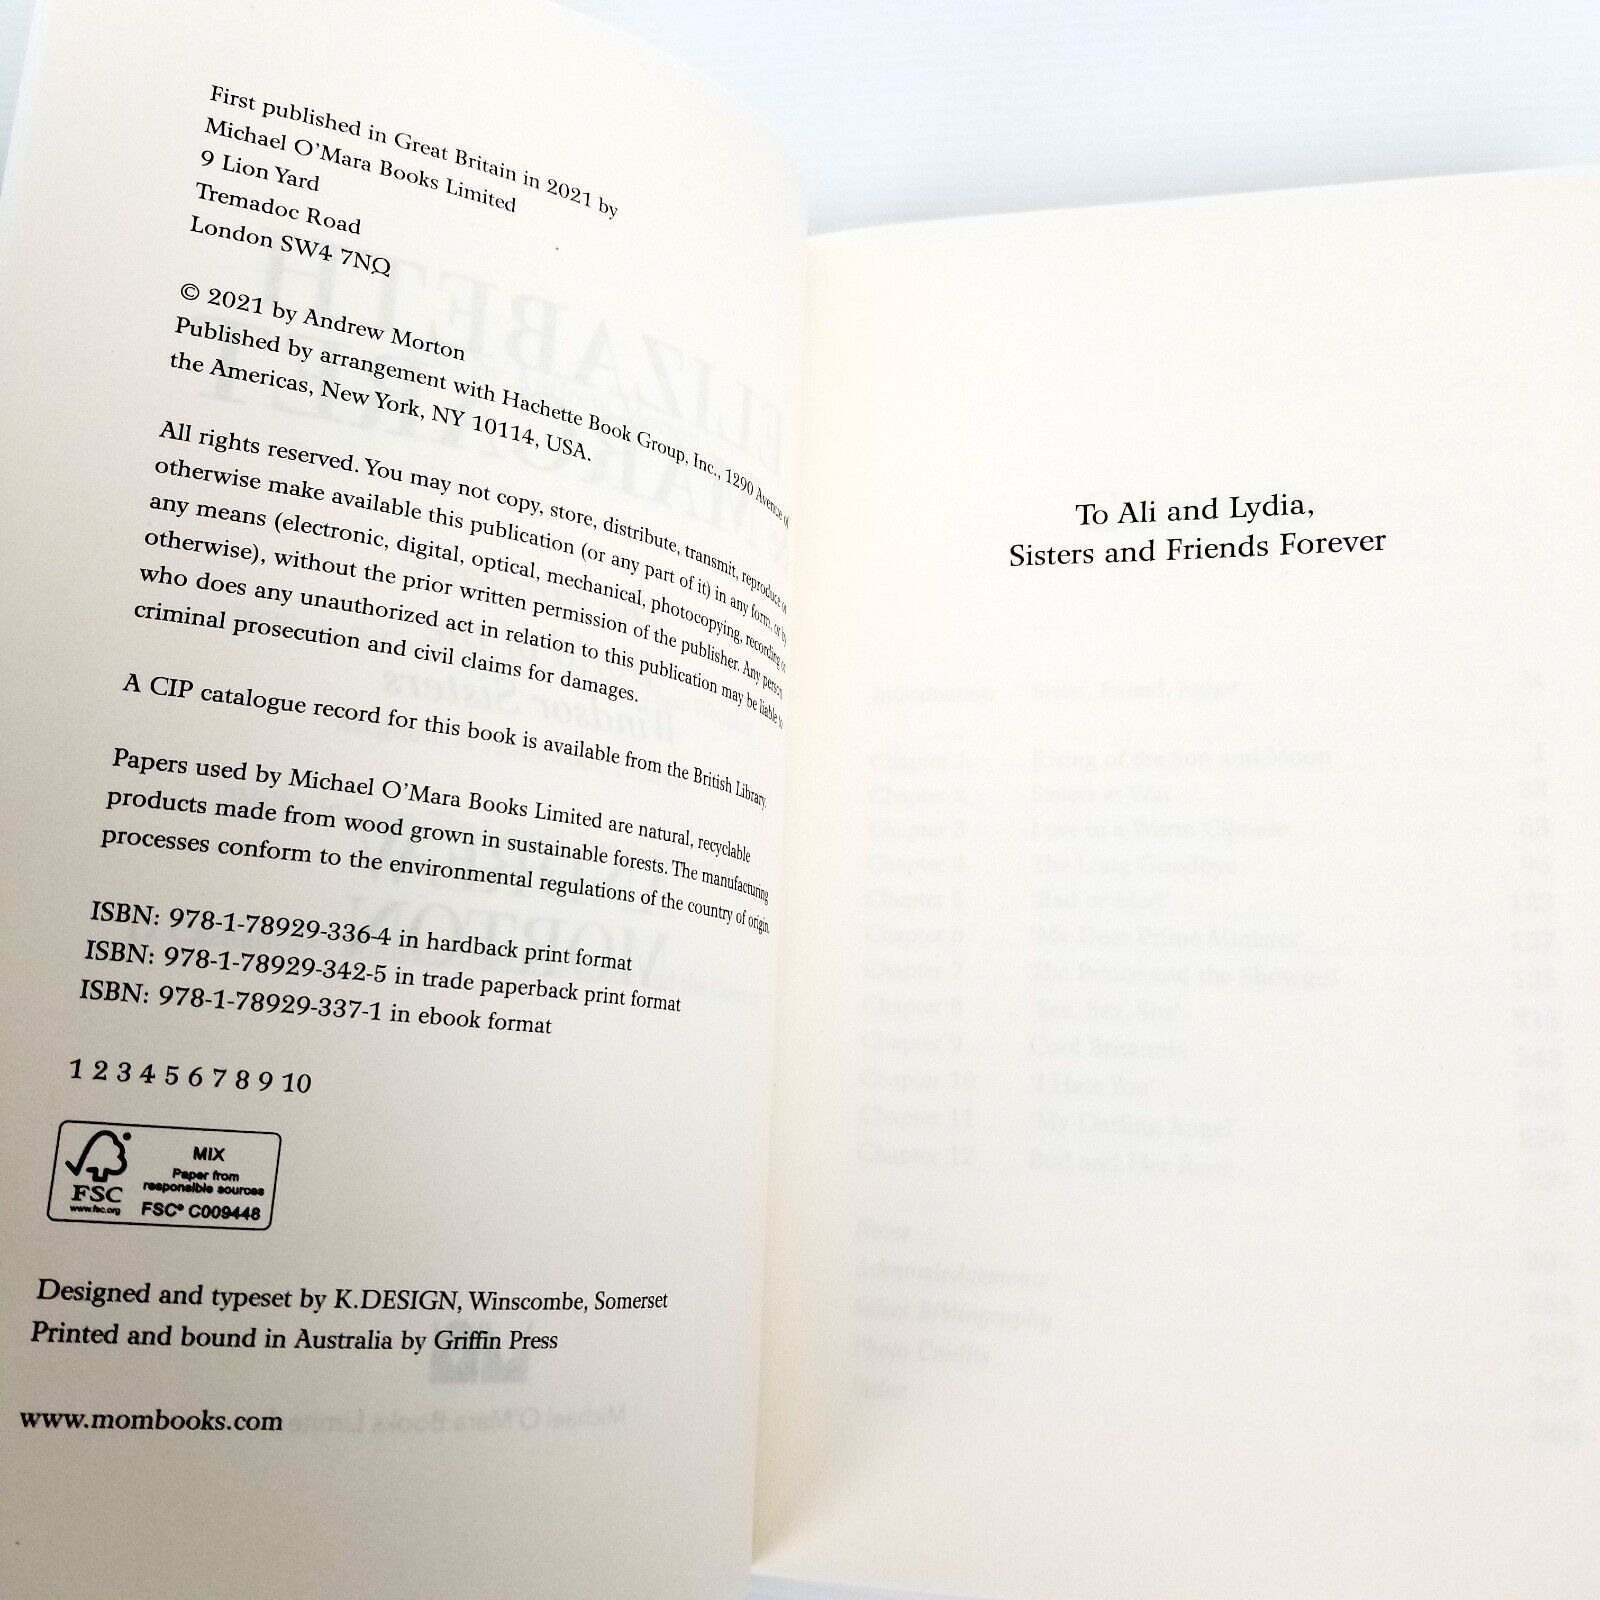 First published in Great Britain in 2021 by
Michael O'Mara Books Limited
9 Lion Yard
Tremadoc Road
London SW4 7NQ
© 2021 by Andrew Morton
Published by arrangement with Hachette Book Group, Inc., 1290 Avenue of
the Americas, New York, NY 10114, USA.
All rights reserved. You may not copy, store, distribute, transmit, reproduce or
otherwise make available this publication (or any part of it) in any form, or by
any means (electronic, digital, optical, mechanical, photocopying, recording or
otherwise), without the prior written permission of the publisher. Any person
who does any unauthorized act in relation to this publication may be liable to
criminal prosecution and civil claims for damages.
A CIP catalogue record for this book is available from the British Library.
Papers used by Michael O'Mara Books Limited are natural, recyclable
products made from wood grown in sustainable forests. The manufacturing
processes conform to the environmental regulations of the country of origin.
ISBN: 978-1-78929-336-4 in hardback print format
ISBN: 978-1-78929-342-5 in trade paperback print format
ISBN: 978-1-78929-337-1 in ebook format
1 2 3 4 5 6 7 8 9 10
FSC
www.fsc.org
MIX
Paper from
responsible sources
FSC® C009448
Designed and typeset by K.DESIGN, Winscombe, Somerset
Printed and bound in Australia by Griffin Press
www.mombooks.com
To Ali and Lydia,
Sisters and Friends Forever